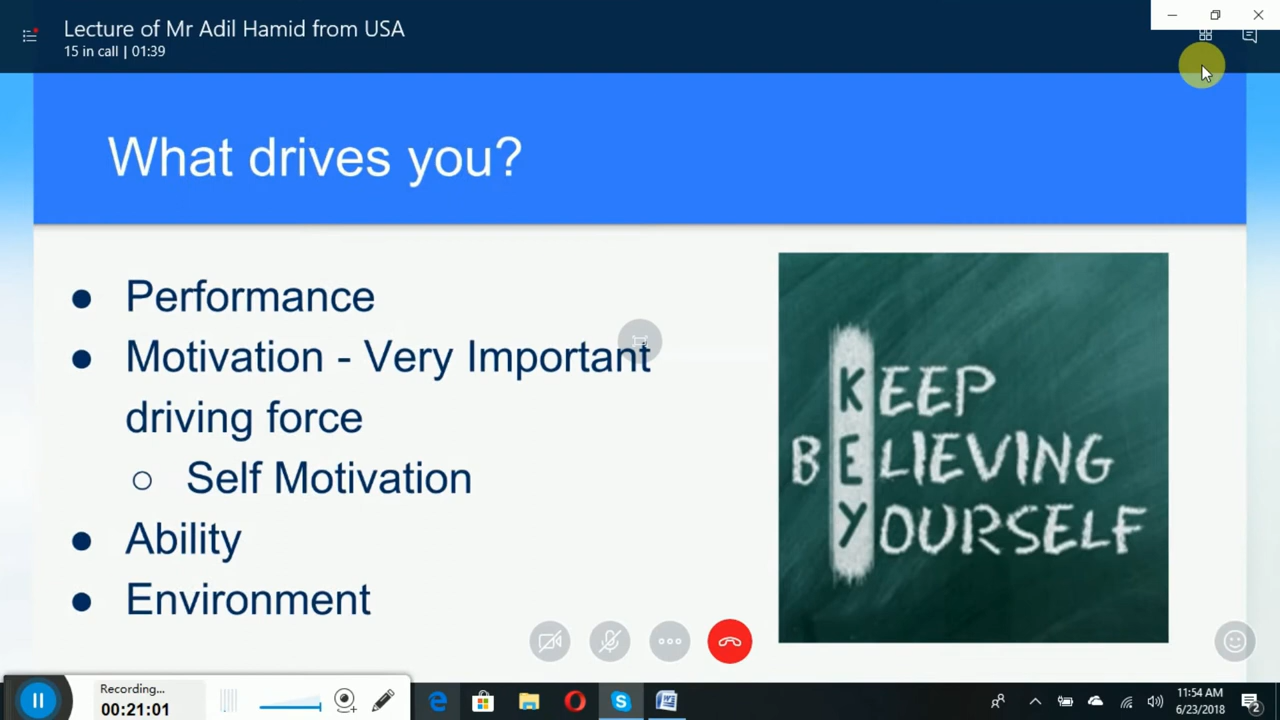 Lecture of Mr Adil Hamid from USA
15 in call | 01:39
What drives you?
● Performance
● Motivation - Very Important
driving force
○ Self Motivation
● Ability
● Environment
KEEP
BELIEVING
YOURSELF
Recording...
00:21:01
11:54 AM
6/23/2018
2